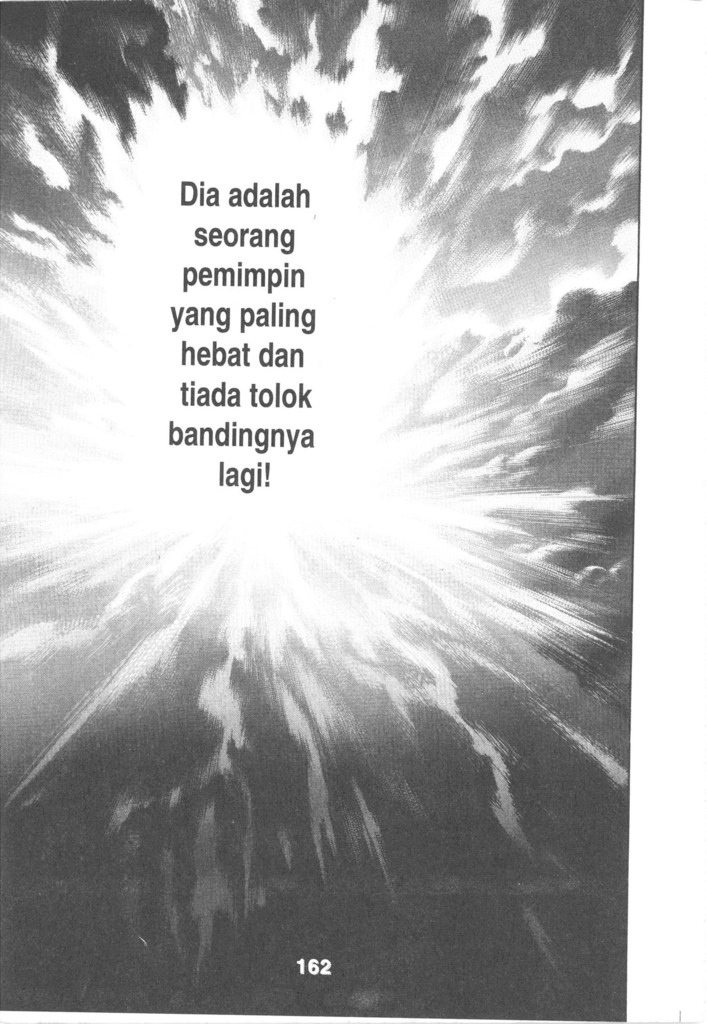 Dia adalah
seorang
pemimpin
yang paling
hebat dan
tiada tolok
bandingnya
lagi!
162